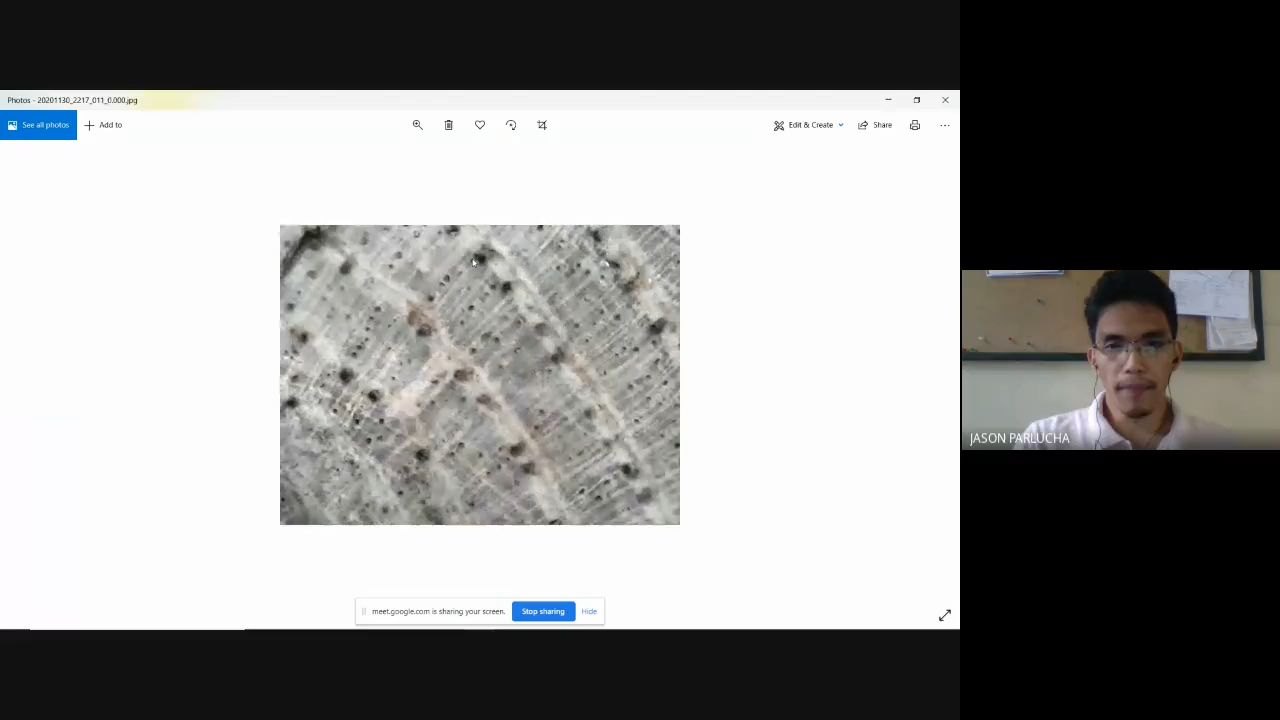 Photos - 20201130_2217_011_0.000.jpg
See all photos
Add to
Edit & Create
Share
meet.google.com is sharing your screen.
Stop sharing
Hide
JASON PARLUCHA